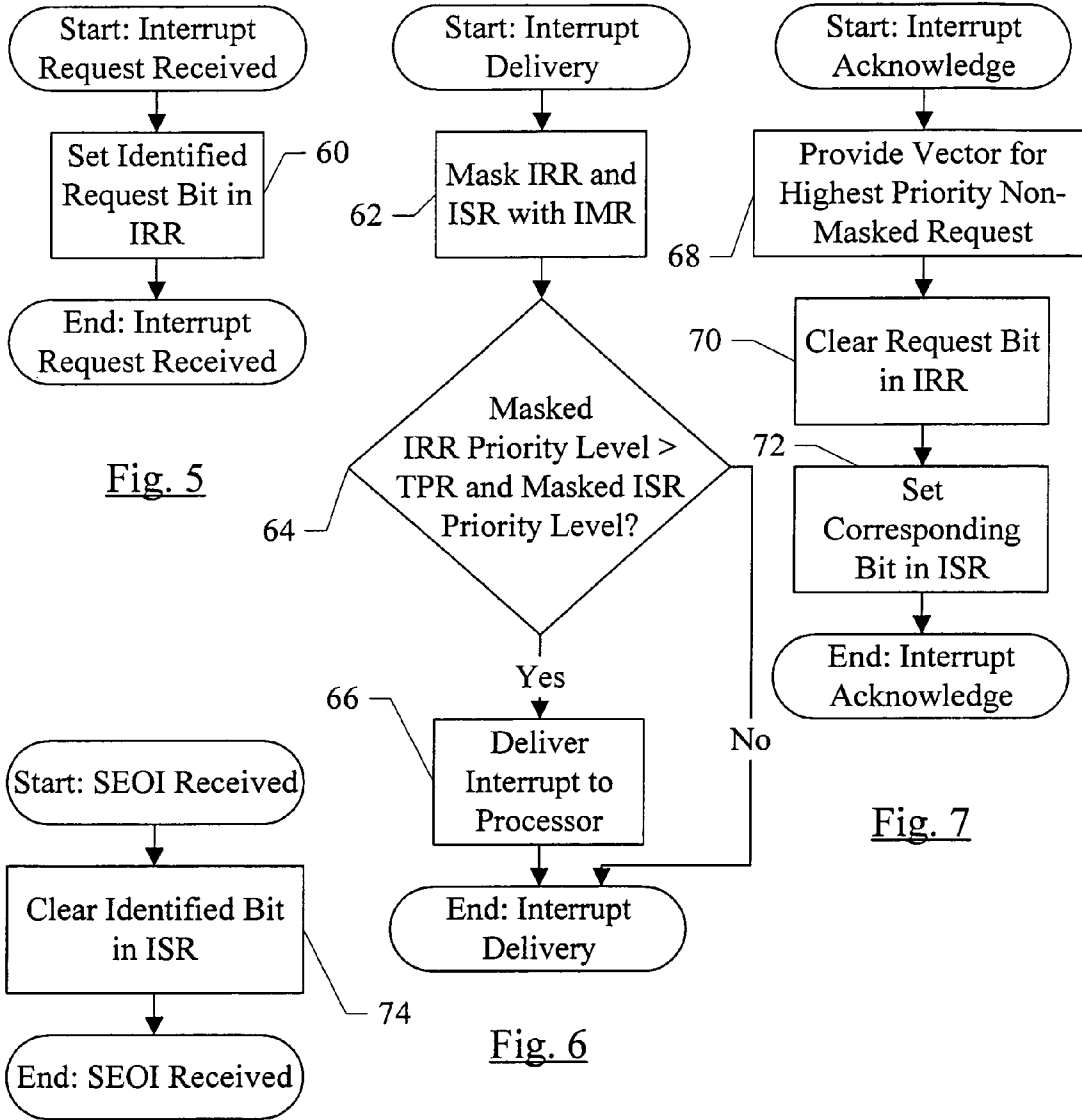 Start: Interrupt
Request Received
Set Identified
Request Bit in
IRR
60
End: Interrupt
Request Received
Fig. 5
Start: Interrupt
Delivery
62
Mask IRR and
ISR with IMR
Masked
IRR Priority Level >
TPR and Masked ISR
Priority Level?
64
Yes
No
66
Deliver
Interrupt to
Processor
End: Interrupt
Delivery
Fig. 6
Start: Interrupt
Acknowledge
Provide Vector for
Highest Priority Non-
Masked Request
68
70
Clear Request Bit
in IRR
72
Set
Corresponding
Bit in ISR
End: Interrupt
Acknowledge
Fig. 7
Start: SEOI Received
Clear Identified Bit
in ISR
74
End: SEOI Received